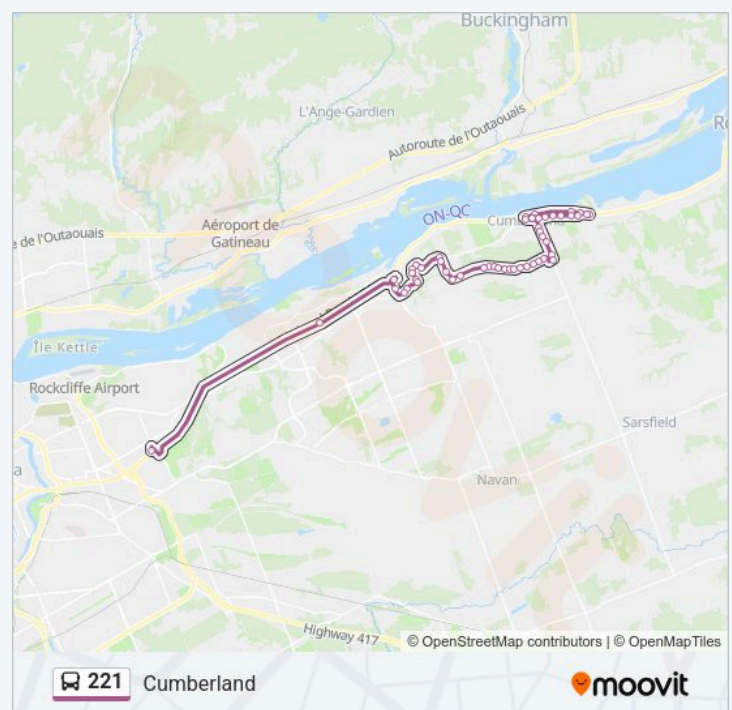 Buckingham
L'Ange-Gardien
Autoroute de l'Outaouais
Ro
Aéroport de
Gatineau
e de l'Outaouais
ON-QC
Île Kettle
Rockcliffe Airport
a
Sarsfield
Navan
Highway 417
© OpenStreetMap contributors | © OpenMapTiles
221 Cumberland
moovit